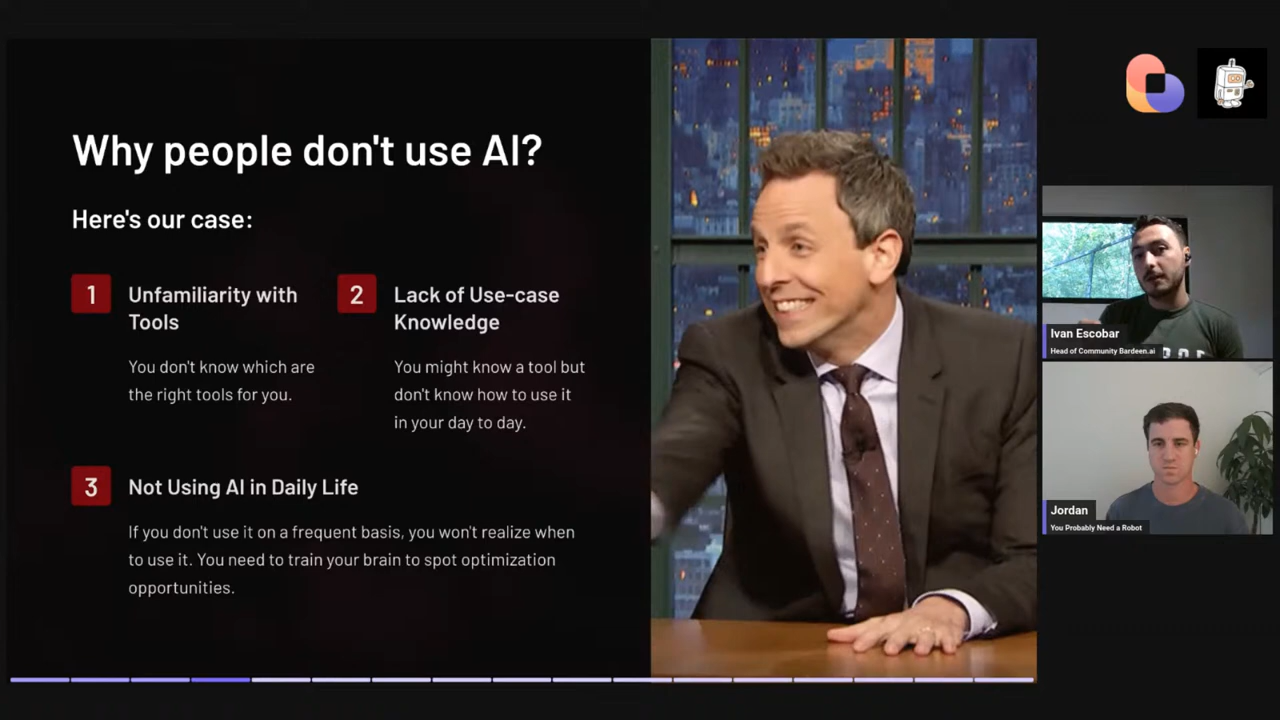 Why people don't use AI?
Here's our case:
1
Unfamiliarity with
Tools
You don't know which are
the right tools for you.
2
Lack of Use-case
Knowledge
You might know a tool but
don't know how to use it
in your day to day.
3
Not Using AI in Daily Life
If you don't use it on a frequent basis, you won't realize when
to use it. You need to train your brain to spot optimization
opportunities.
Ivan Escobar
Head of Community Bardeen.ai
Jordan
You Probably Need a Robot